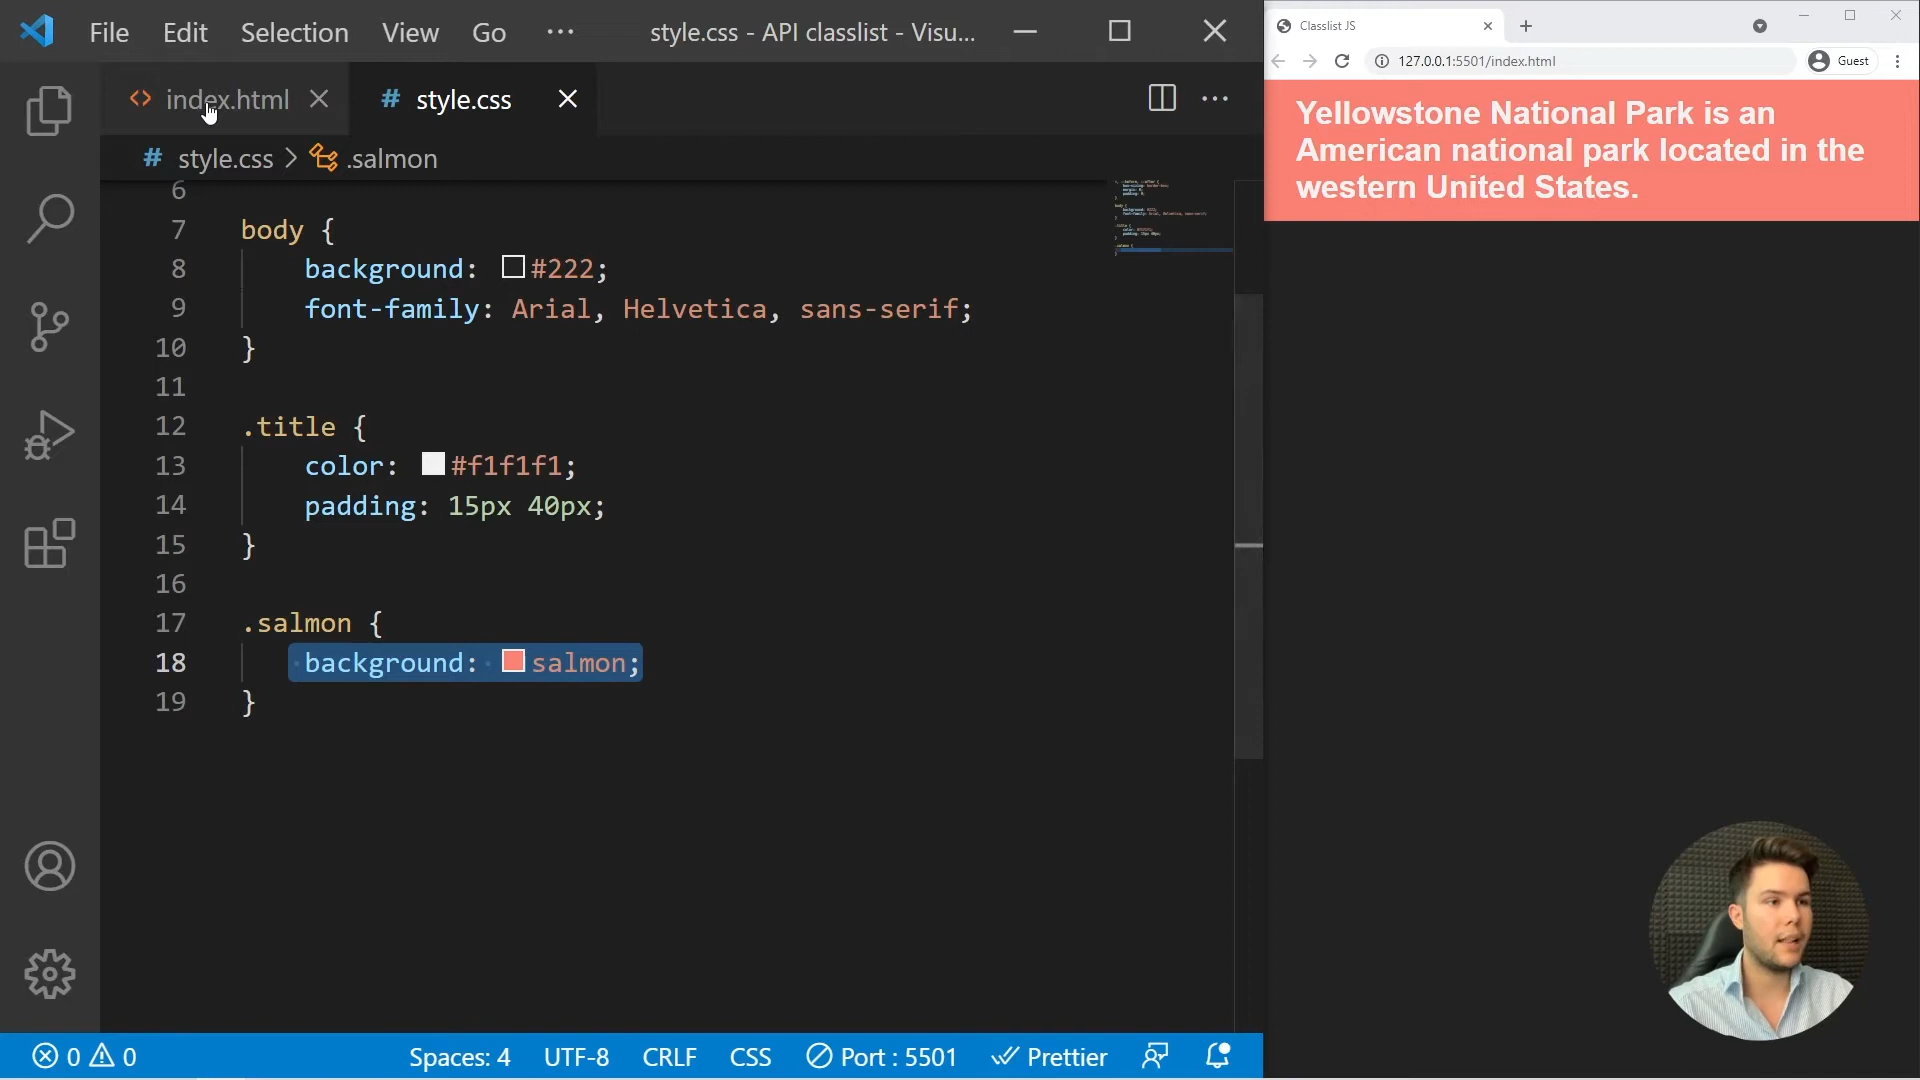 File Edit Selection View Go ··· style.css - API classlist - Visu...
index.html
# style.css
# style.css > .salmon
6
7 body {
8 background: #222;
9 font-family: Arial, Helvetica, sans-serif;
10 }
11
12 .title {
13 color: #f1f1f1;
14 padding: 15px 40px;
15 }
16
17 .salmon {
18 background: salmon;
19 }
0 0 Spaces: 4 UTF-8 CRLF CSS Port : 5501 Prettier
Classlist JS
127.0.0.1:5501/index.html Guest
Yellowstone National Park is an
American national park located in the
western United States.